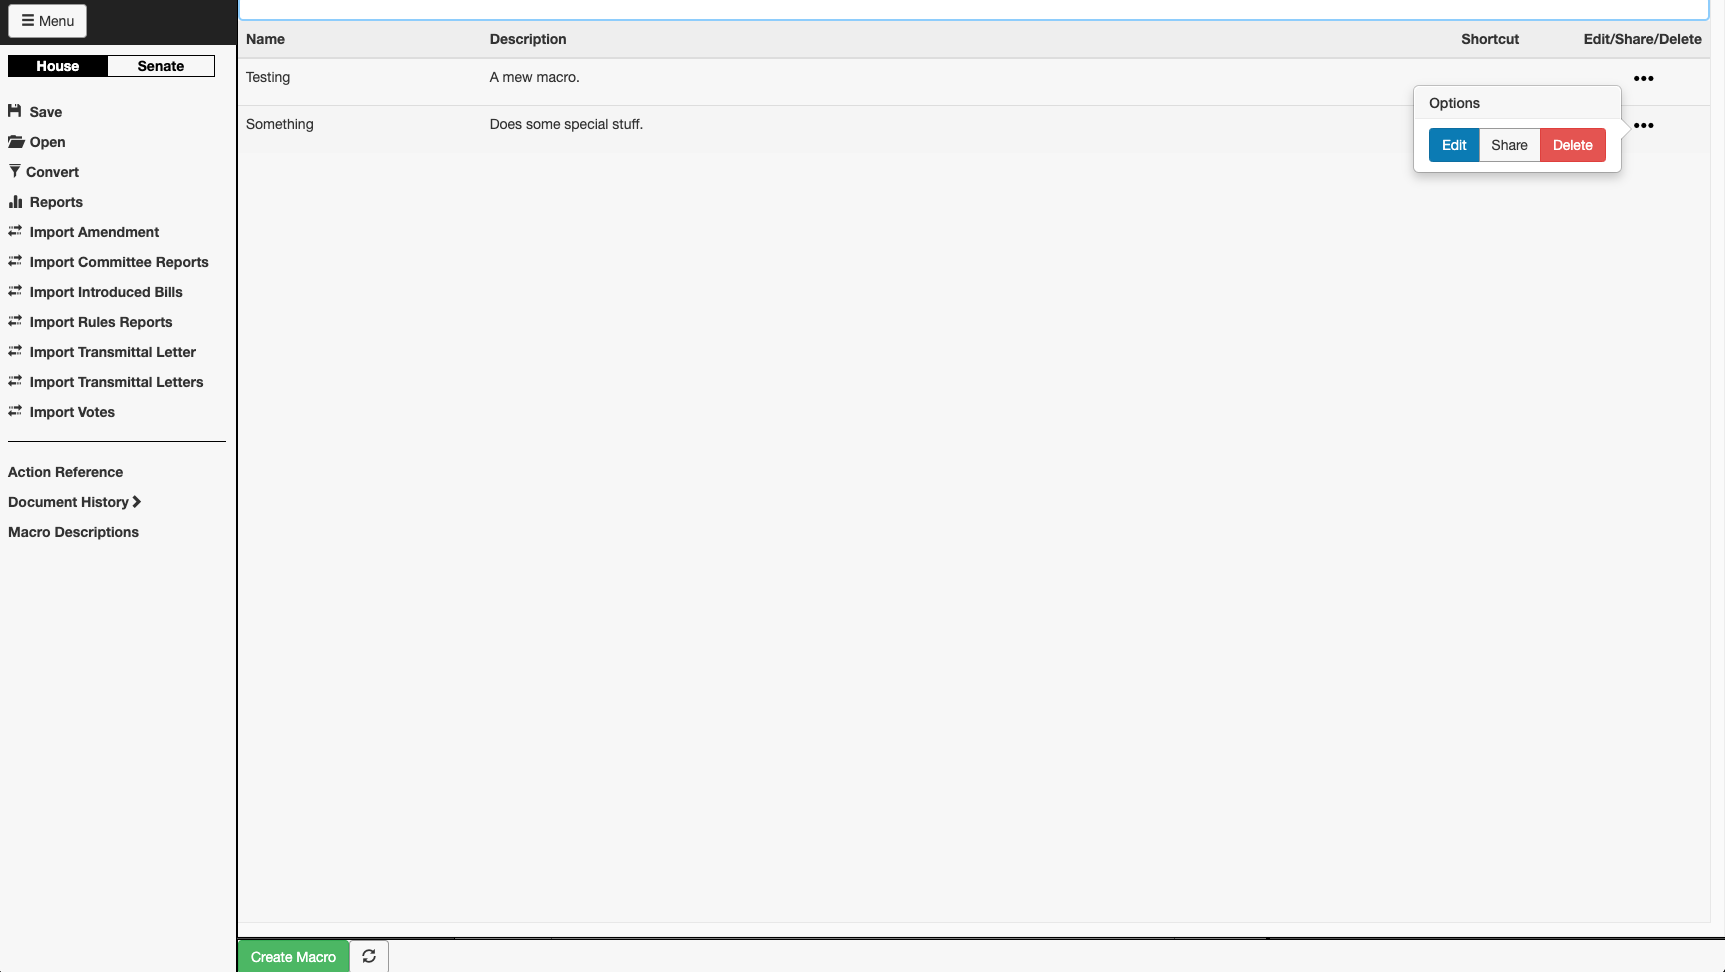 Menu
House Senate
Save
Open
Convert
Reports
Import Amendment
Import Committee Reports
Import Introduced Bills
Import Rules Reports
Import Transmittal Letter
Import Transmittal Letters
Import Votes
Action Reference
Document History
Macro Descriptions
Name Description Shortcut Edit/Share/Delete
Testing A mew macro.
Something Does some special stuff.
Options
Edit Share Delete
Create Macro